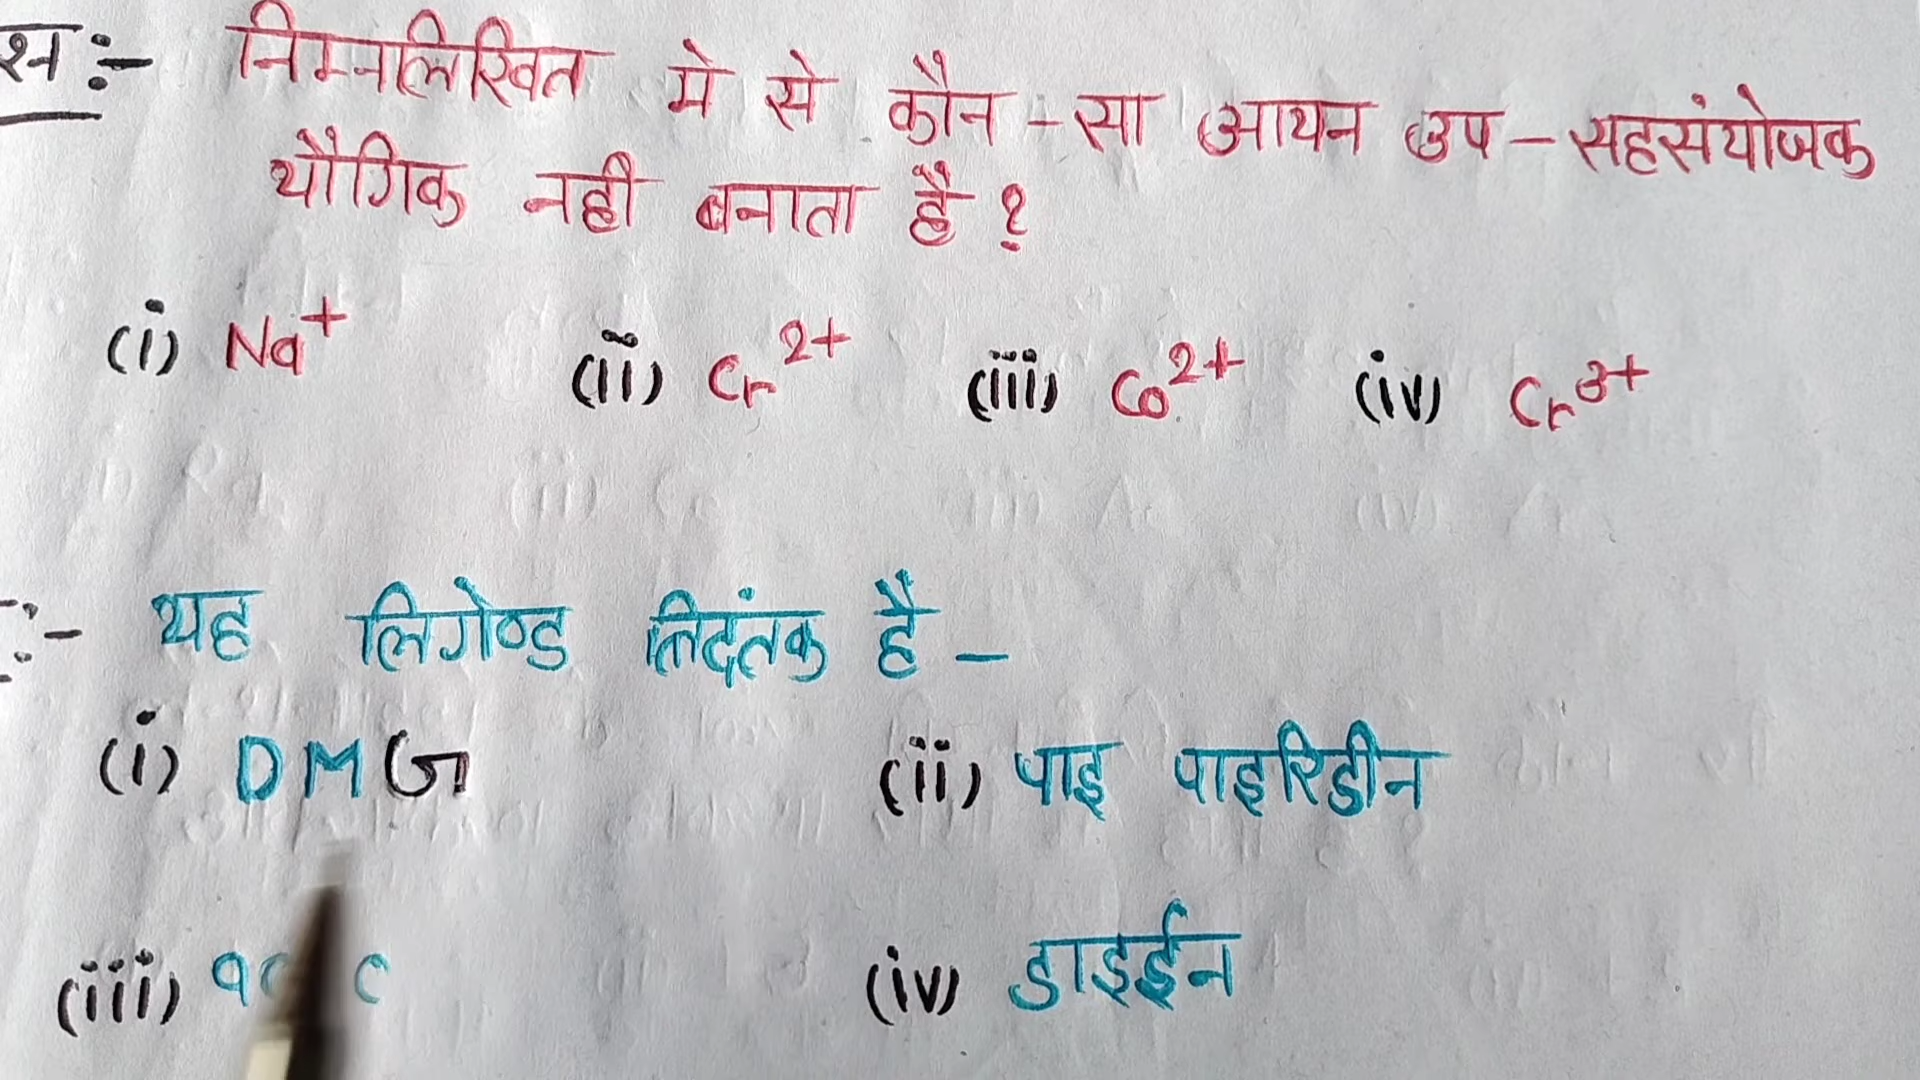 श्न :-  निम्नलिखित मे से कौन-सा आयन उप-सहसंयोजक
यौगिक नही बनाता है ?
(i) Na⁺ (ii) Cr²⁺ (iii) Co²⁺ (iv) Cr³⁺
:- यह लिगेण्ड त्रिदंतक है -
(i) DMG (ii) पाइ पाइरिडीन
(iii) (iv) डाइईन